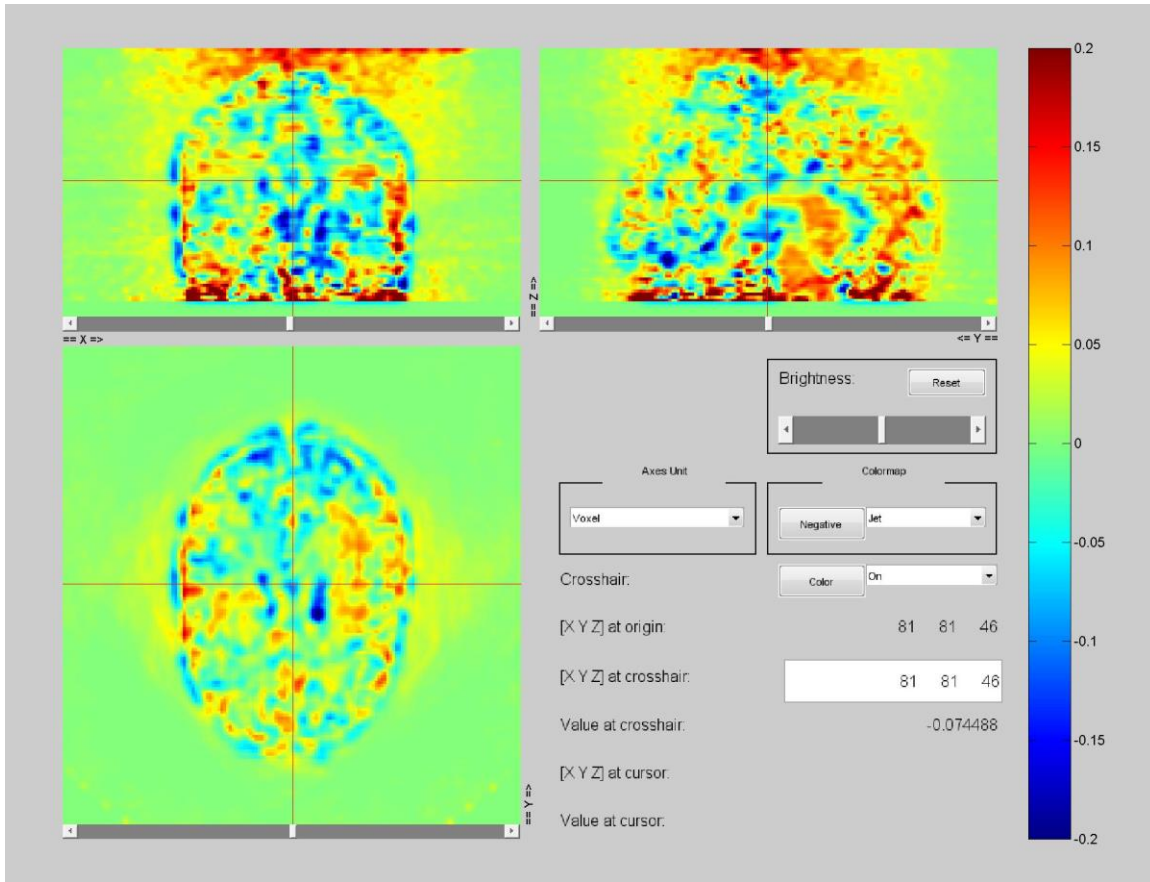 0.2
0.15
0.1
0.05
0
-0.05
-0.1
-0.15
-0.2
== X =>
== Z =>
<= Y ==
== Y =>
Brightness:
Reset
Axes Unit
Voxel
Colormap
Negative
Jet
Crosshair:
Color
On
[X Y Z] at origin:
81 81 46
[X Y Z] at crosshair:
81 81 46
Value at crosshair:
-0.074488
[X Y Z] at cursor:
Value at cursor: